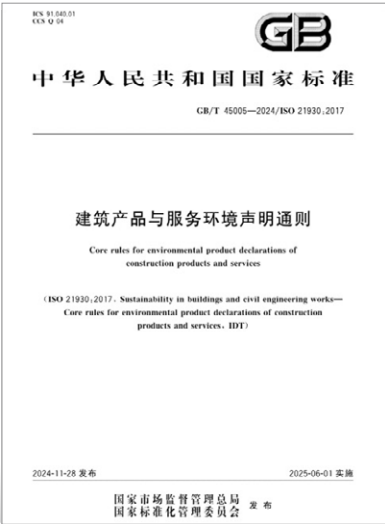 ICS 91.040.01
CCS Q 04
GB
中华人民共和国国家标准
GB/T 45005—2024/ISO 21930:2017
建筑产品与服务环境声明通则
Core rules for environmental product declarations of
construction products and services
(ISO 21930:2017, Sustainability in buildings and civil engineering works—
Core rules for environmental product declarations of construction
products and services, IDT)
2024-11-28 发布
2025-06-01 实施
国家市场监督管理总局
国家标准化管理委员会
发布